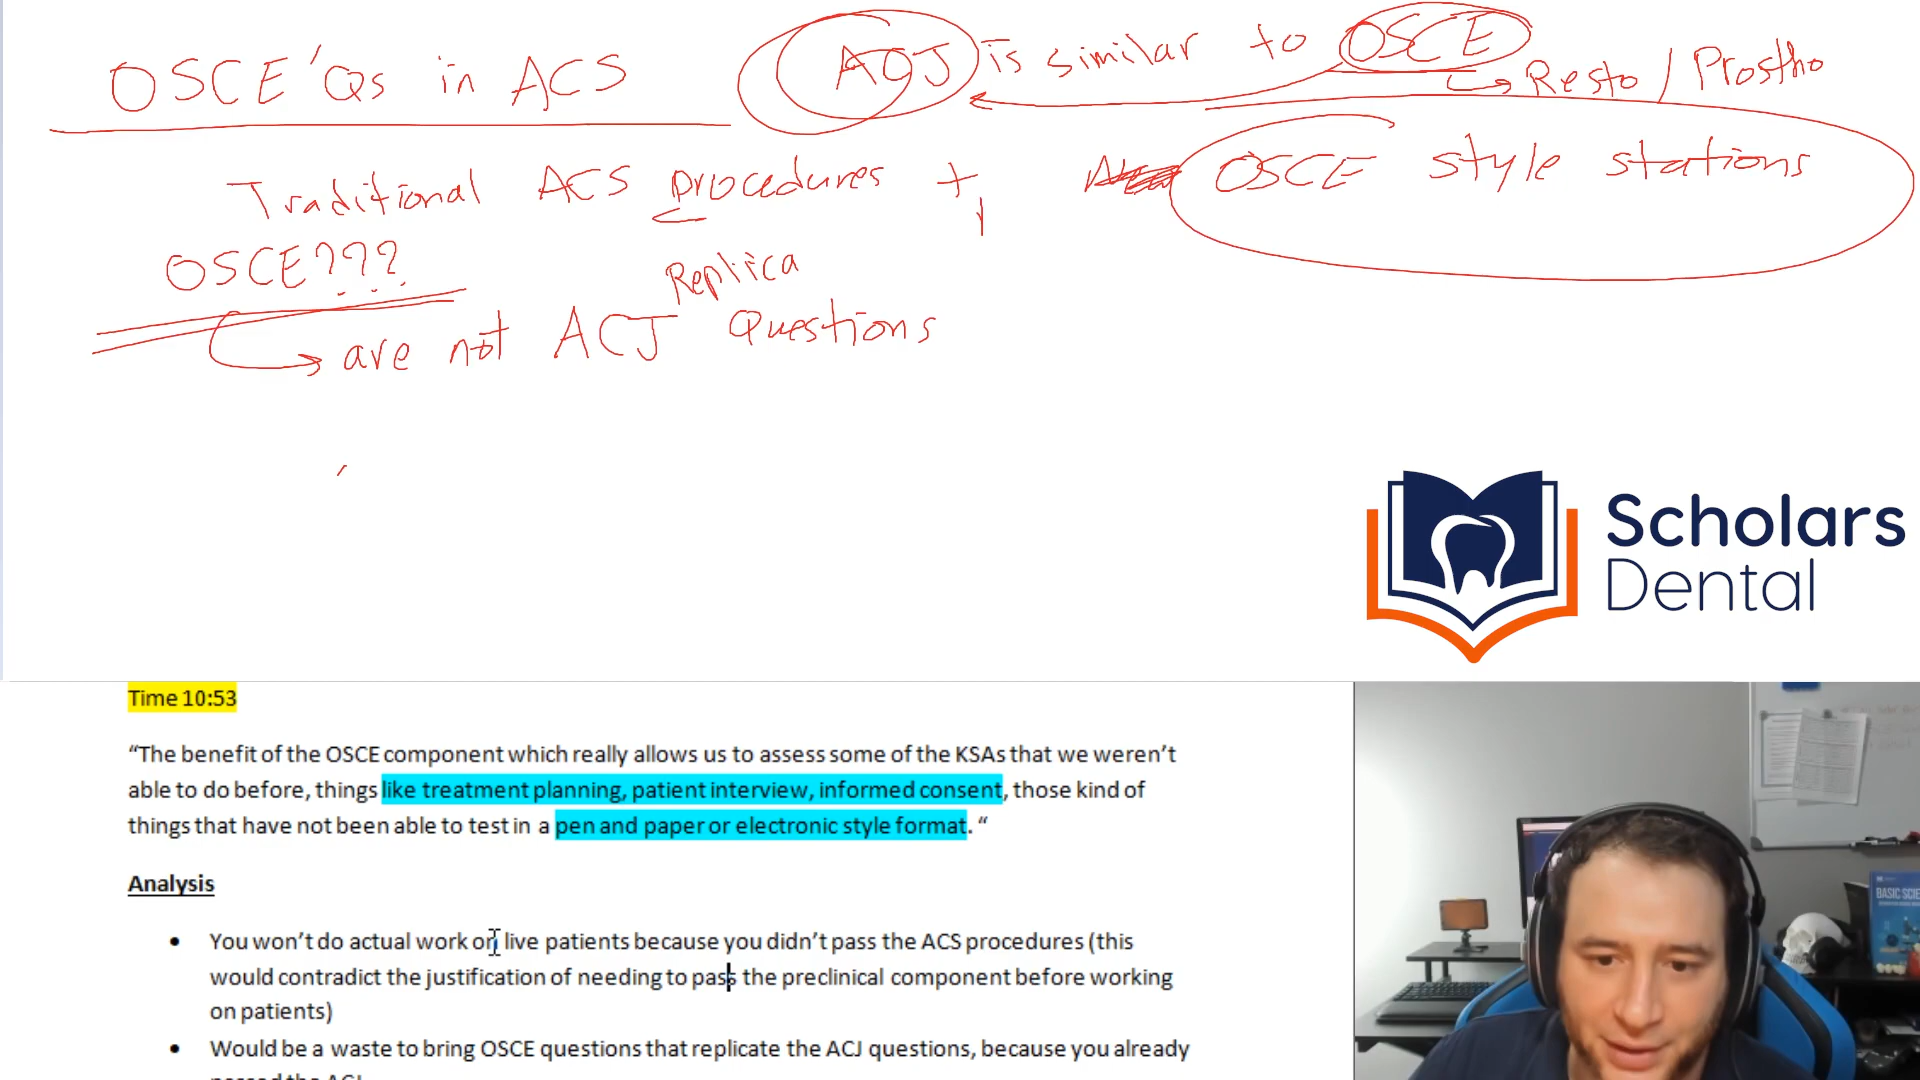 OSCE'Qs in ACS
ACJ is similar to OSCE
Resto / Prostho
Traditional ACS procedures + OSCE style stations
OSCE???
Replica
are not ACJ Questions
Scholars
Dental
Time 10:53
“The benefit of the OSCE component which really allows us to assess some of the KSAs that we weren’t
able to do before, things like treatment planning, patient interview, informed consent, those kind of
things that have not been able to test in a pen and paper or electronic style format. “
Analysis
• You won’t do actual work on live patients because you didn’t pass the ACS procedures (this
would contradict the justification of needing to pass the preclinical component before working
on patients)
• Would be a waste to bring OSCE questions that replicate the ACJ questions, because you already
passed the ACJ
BASIC SCIE